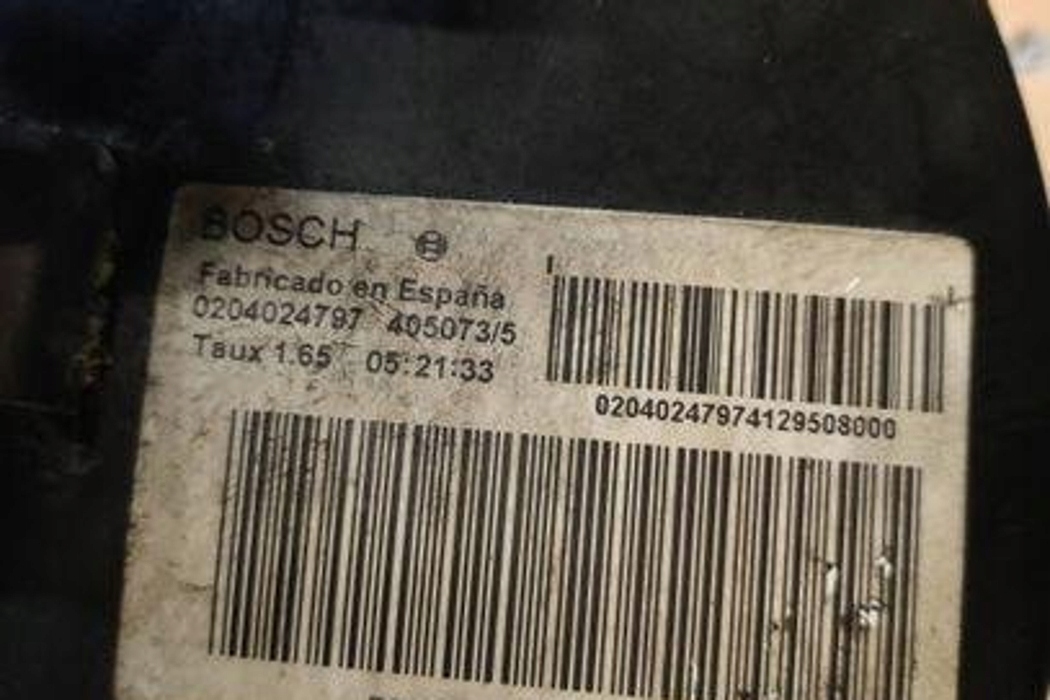 BOSCH
Fabricado en España
0204024797 405073/5
Taux 1.65 05:21:33
02040247974129508000